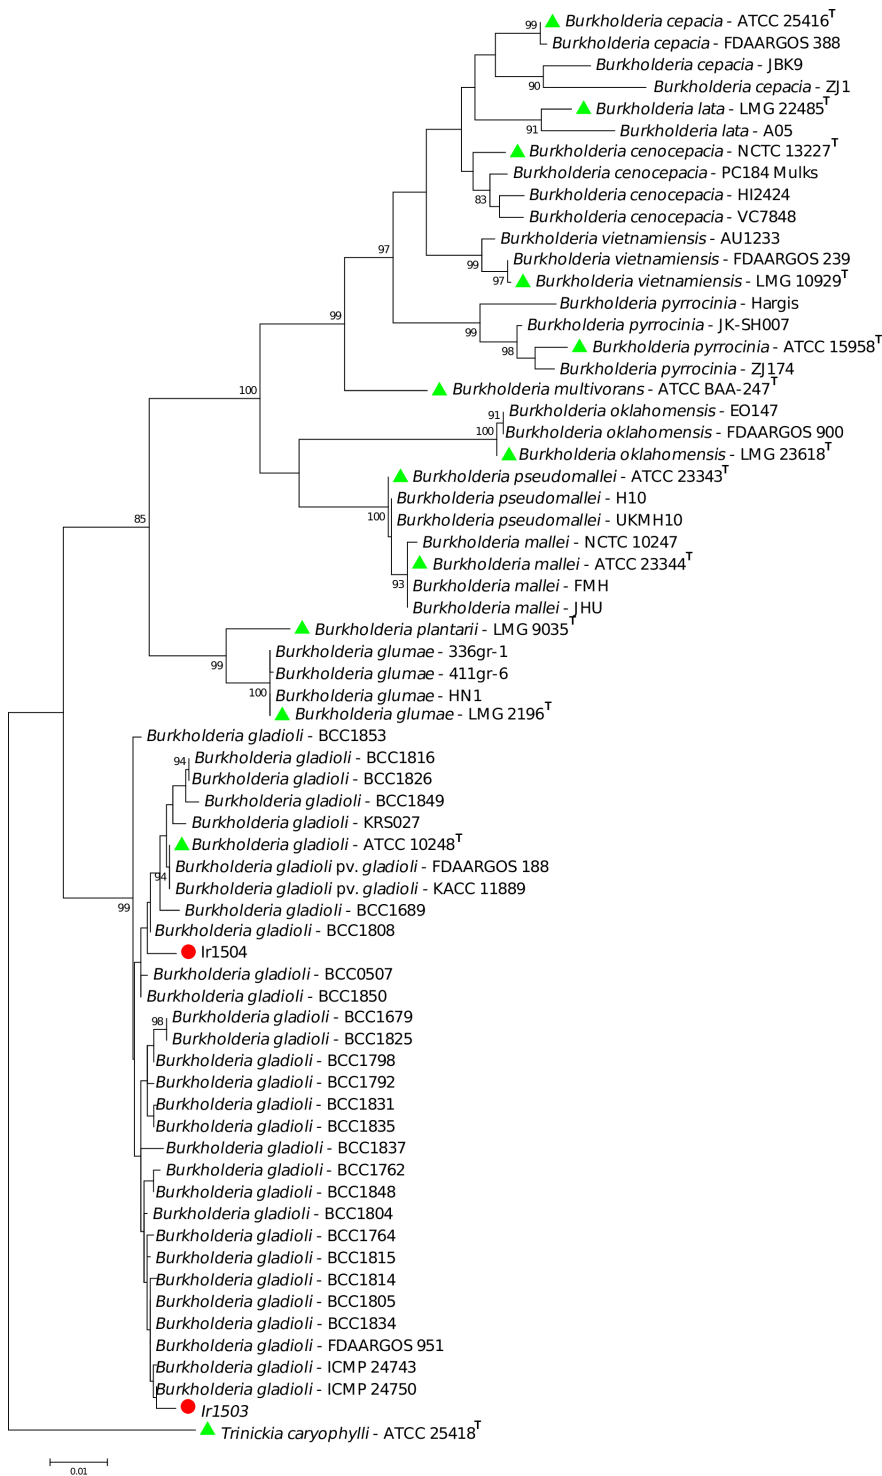 99
Burkholderia cepacia - ATCC 25416T
Burkholderia cepacia - FDAARGOS 388
Burkholderia cepacia - JBK9
90
Burkholderia cepacia - ZJ1
Burkholderia lata - LMG 22485T
91
Burkholderia lata - A05
Burkholderia cenocepacia - NCTC 13227T
Burkholderia cenocepacia - PC184 Mulks
83
Burkholderia cenocepacia - HI2424
Burkholderia cenocepacia - VC7848
Burkholderia vietnamiensis - AU1233
97
99
Burkholderia vietnamiensis - FDAARGOS 239
97
Burkholderia vietnamiensis - LMG 10929T
Burkholderia pyrrocinia - Hargis
99
99
Burkholderia pyrrocinia - JK-SH007
98
Burkholderia pyrrocinia - ATCC 15958T
Burkholderia pyrrocinia - ZJ174
100
Burkholderia multivorans - ATCC BAA-247T
91
Burkholderia oklahomensis - EO147
100
Burkholderia oklahomensis - FDAARGOS 900
Burkholderia oklahomensis - LMG 23618T
Burkholderia pseudomallei - ATCC 23343T
Burkholderia pseudomallei - H10
85
100
Burkholderia pseudomallei - UKMH10
Burkholderia mallei - NCTC 10247
Burkholderia mallei - ATCC 23344T
93
Burkholderia mallei - FMH
Burkholderia mallei - JHU
Burkholderia plantarii - LMG 9035T
99
Burkholderia glumae - 336gr-1
Burkholderia glumae - 411gr-6
100
Burkholderia glumae - HN1
Burkholderia glumae - LMG 2196T
Burkholderia gladioli - BCC1853
94
Burkholderia gladioli - BCC1816
Burkholderia gladioli - BCC1826
Burkholderia gladioli - BCC1849
Burkholderia gladioli - KRS027
Burkholderia gladioli - ATCC 10248T
Burkholderia gladioli pv. gladioli - FDAARGOS 188
94
Burkholderia gladioli pv. gladioli - KACC 11889
99
Burkholderia gladioli - BCC1689
Burkholderia gladioli - BCC1808
Ir1504
Burkholderia gladioli - BCC0507
Burkholderia gladioli - BCC1850
98
Burkholderia gladioli - BCC1679
Burkholderia gladioli - BCC1825
Burkholderia gladioli - BCC1798
Burkholderia gladioli - BCC1792
Burkholderia gladioli - BCC1831
Burkholderia gladioli - BCC1835
Burkholderia gladioli - BCC1837
Burkholderia gladioli - BCC1762
Burkholderia gladioli - BCC1848
Burkholderia gladioli - BCC1804
Burkholderia gladioli - BCC1764
Burkholderia gladioli - BCC1815
Burkholderia gladioli - BCC1814
Burkholderia gladioli - BCC1805
Burkholderia gladioli - BCC1834
Burkholderia gladioli - FDAARGOS 951
Burkholderia gladioli - ICMP 24743
Burkholderia gladioli - ICMP 24750
Ir1503
Trinickia caryophylli - ATCC 25418T
0.01